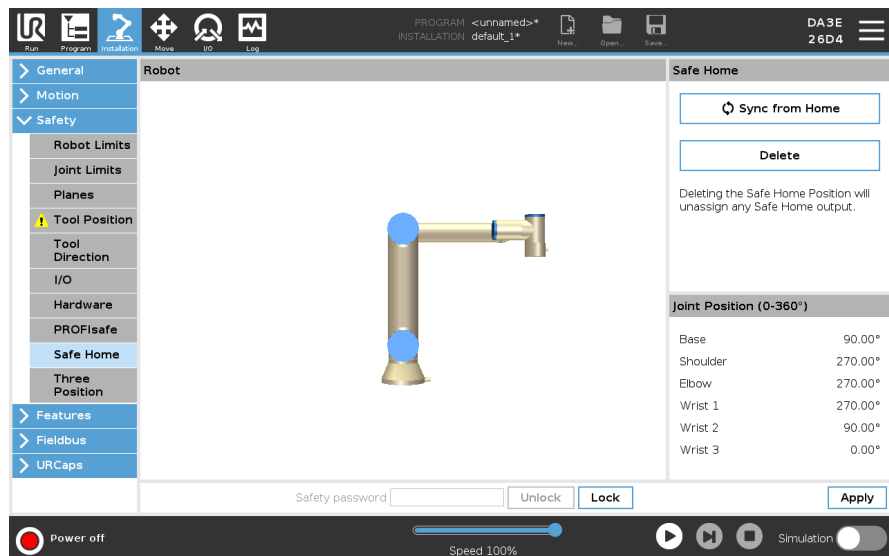 UR
Run
Program
Installation
Move
I/O
Log
PROGRAM <unnamed>*
INSTALLATION default_1*
New...
Open...
Save...
DA3E
26D4
General
Motion
Safety
Robot Limits
Joint Limits
Planes
Tool Position
Tool
Direction
I/O
Hardware
PROFIsafe
Safe Home
Three
Position
Features
Fieldbus
URCaps
Robot
Safe Home
Sync from Home
Delete
Deleting the Safe Home Position will
unassign any Safe Home output.
Joint Position (0-360°)
Base 90.00°
Shoulder 270.00°
Elbow 270.00°
Wrist 1 270.00°
Wrist 2 90.00°
Wrist 3 0.00°
Safety password Unlock Lock Apply
Power off
Speed 100%
Simulation